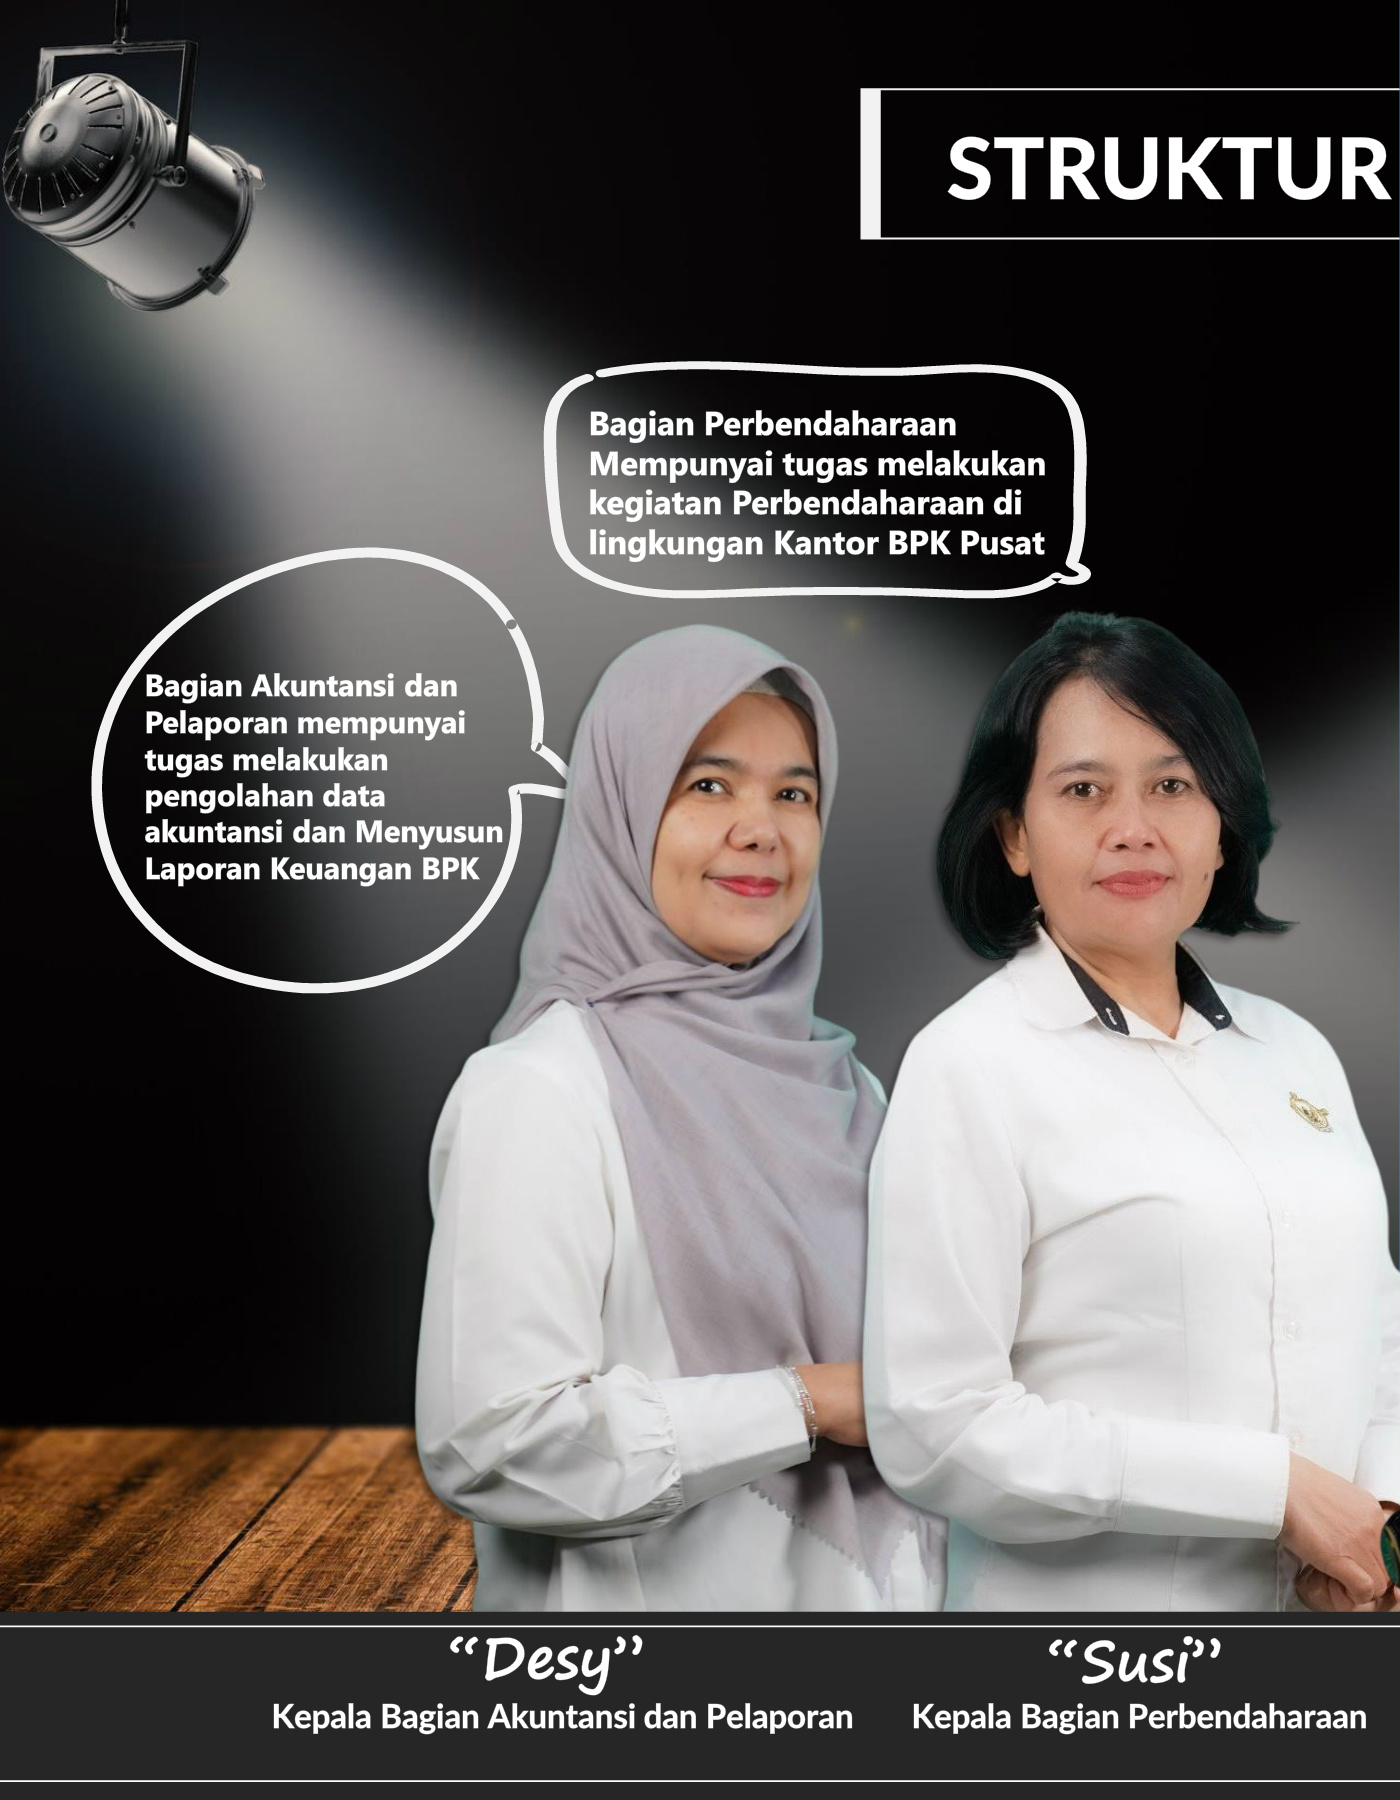 STRUKTUR
Bagian Perbendaharaan
Mempunyai tugas melakukan
kegiatan Perbendaharaan di
lingkungan Kantor BPK Pusat
Bagian Akuntansi dan
Pelaporan mempunyai
tugas melakukan
pengolahan data
akuntansi dan Menyusun
Laporan Keuangan BPK
“Desy”
Kepala Bagian Akuntansi dan Pelaporan
“Susi”
Kepala Bagian Perbendaharaan